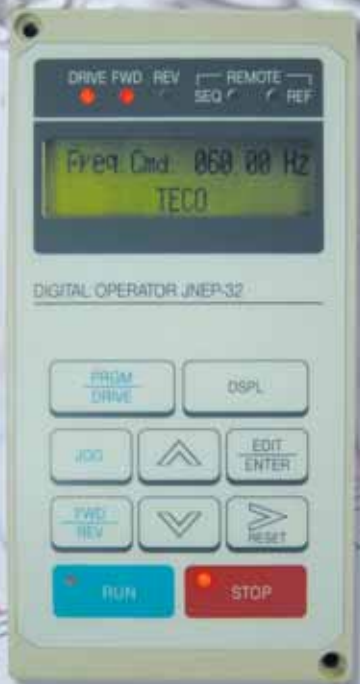 DRIVE FWD REV REMOTE
SEQ REF
Freq.Cmd. 060.00 Hz
TECO
DIGITAL OPERATOR JNEP-32
PRGM
DRIVE
DSPL
JOG
EDIT
ENTER
FWD
REV
RESET
RUN
STOP